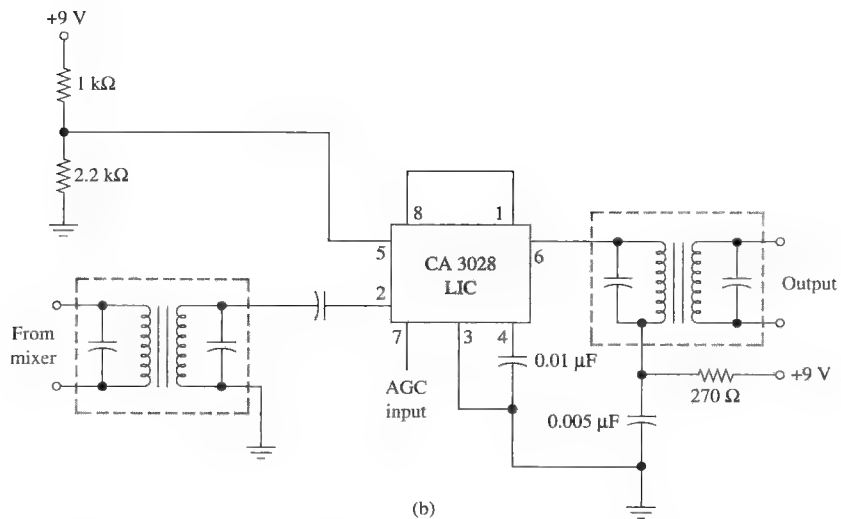 +9 V
1 kΩ
2.2 kΩ
8
1
5
CA 3028
LIC
6
2
7
3
4
Output
From
mixer
AGC
input
0.01 μF
+9 V
270 Ω
0.005 μF
(b)